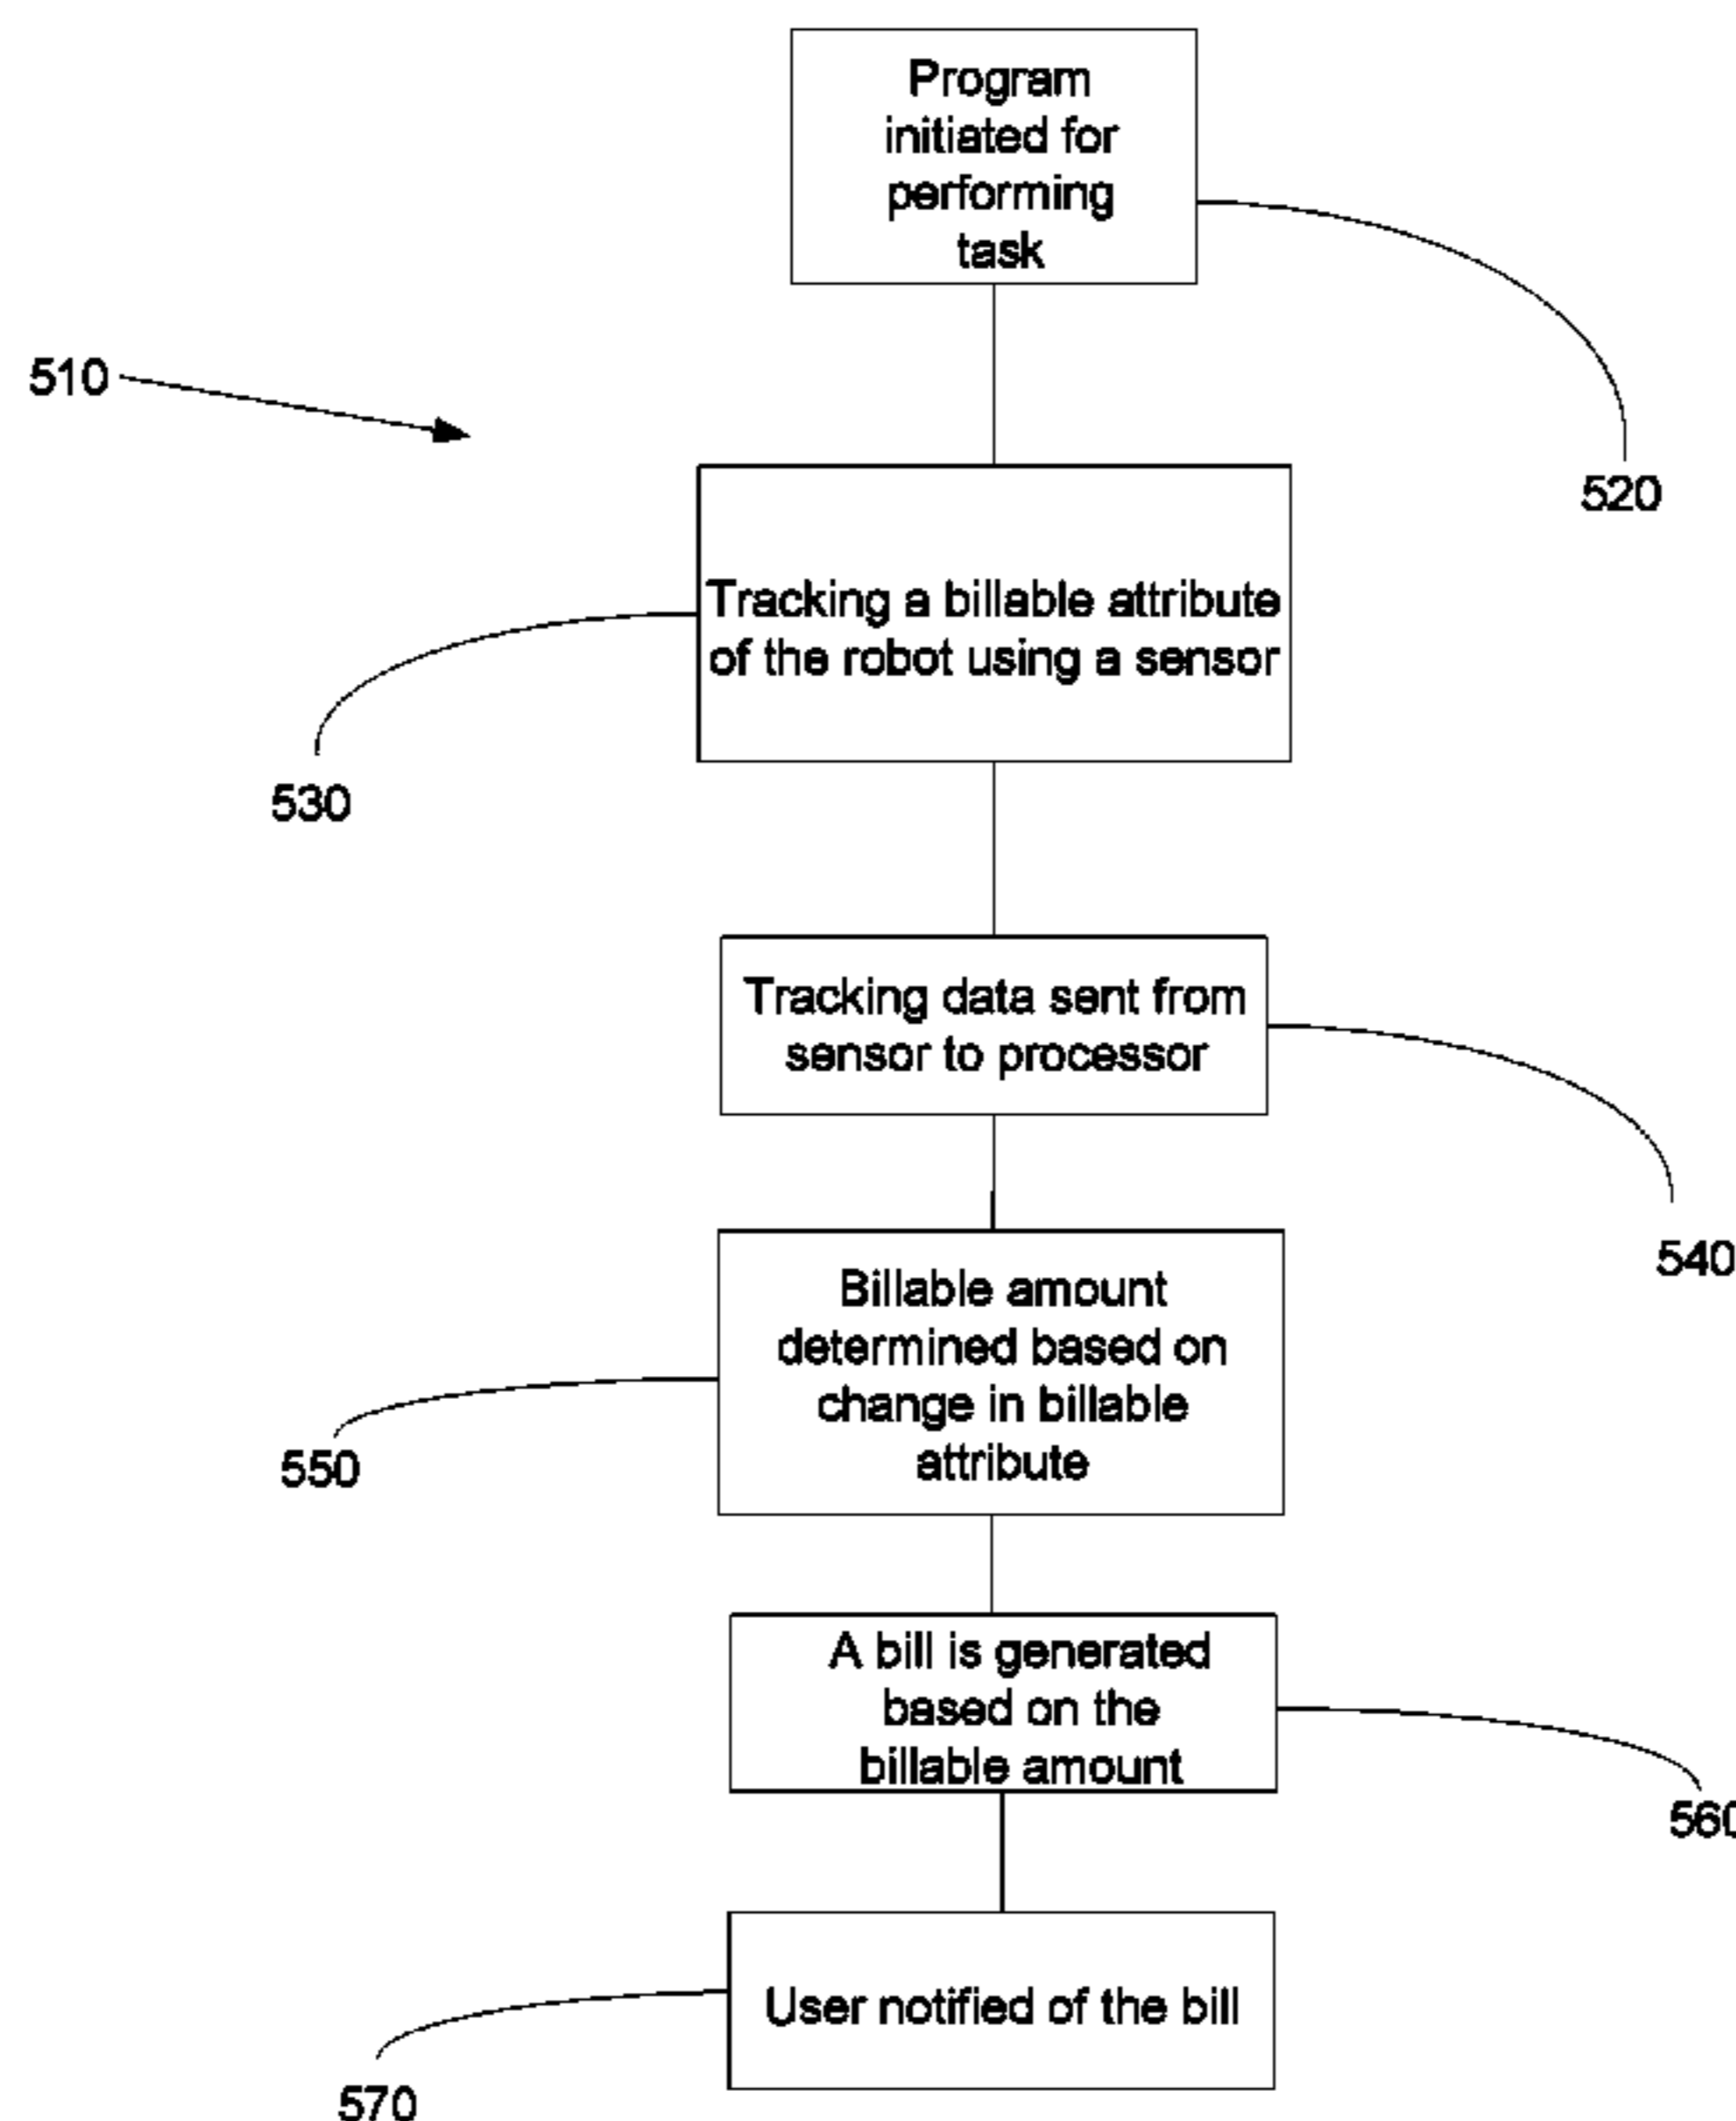 Program
initiated for
performing
task
510
520
Tracking a billable attribute
of the robot using a sensor
530
Tracking data sent from
sensor to processor
540
Billable amount
determined based on
change in billable
attribute
550
A bill is generated
based on the
billable amount
560
User notified of the bill
570